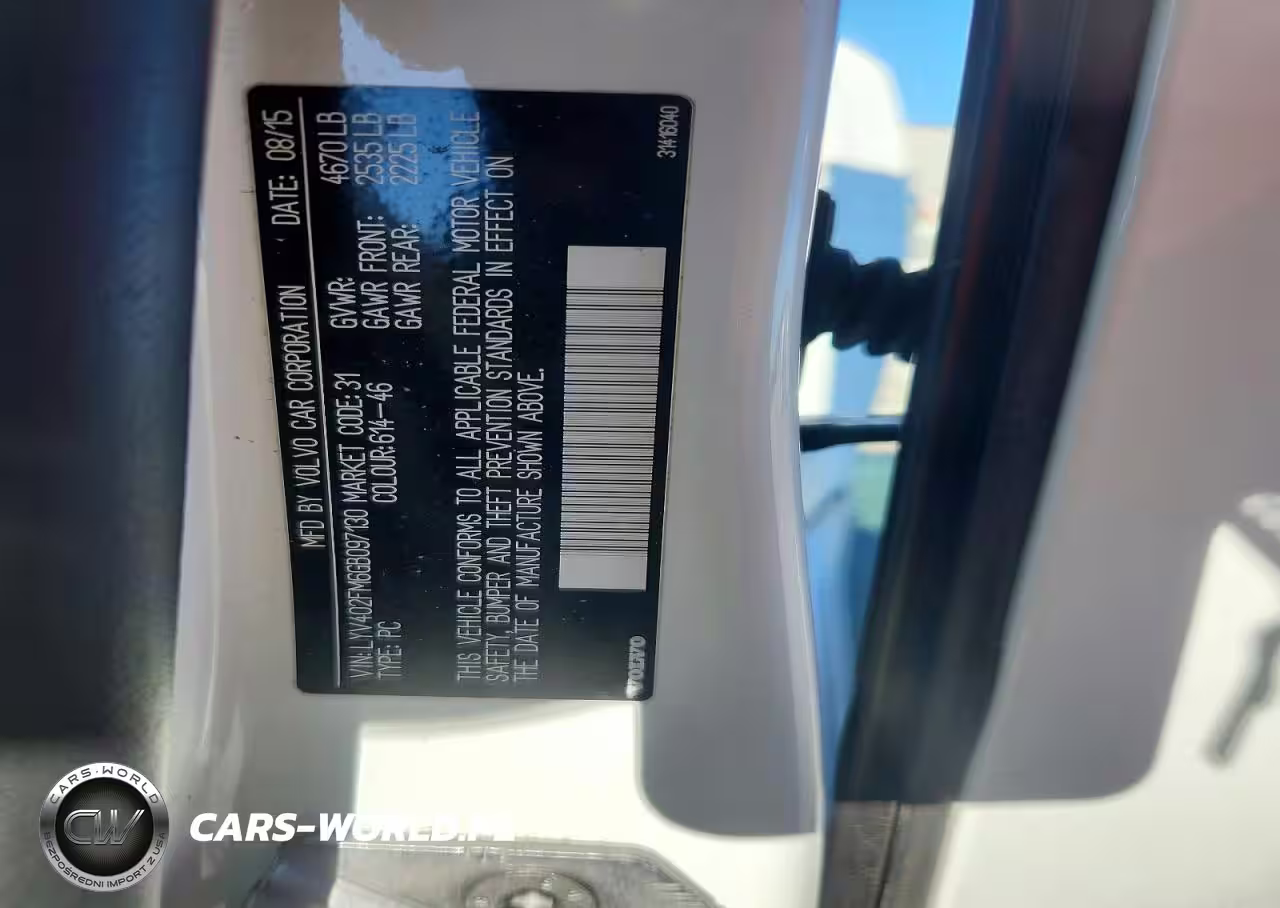 MFD BY VOLVO CAR CORPORATION DATE: 08/15
VIN: LYV402FM6GB097130 MARKET CODE: 31 GVWR: 4670 LB
TYPE: PC COLOUR: 614-46 GAWR FRONT: 2535 LB
GAWR REAR: 2225 LB
THIS VEHICLE CONFORMS TO ALL APPLICABLE FEDERAL MOTOR VEHICLE
SAFETY, BUMPER AND THEFT PREVENTION STANDARDS IN EFFECT ON
THE DATE OF MANUFACTURE SHOWN ABOVE.
VOLVO 31416040
CARS-WORLD
CW
BEZPOŚREDNI IMPORT Z USA
CARS-WORLD.PL